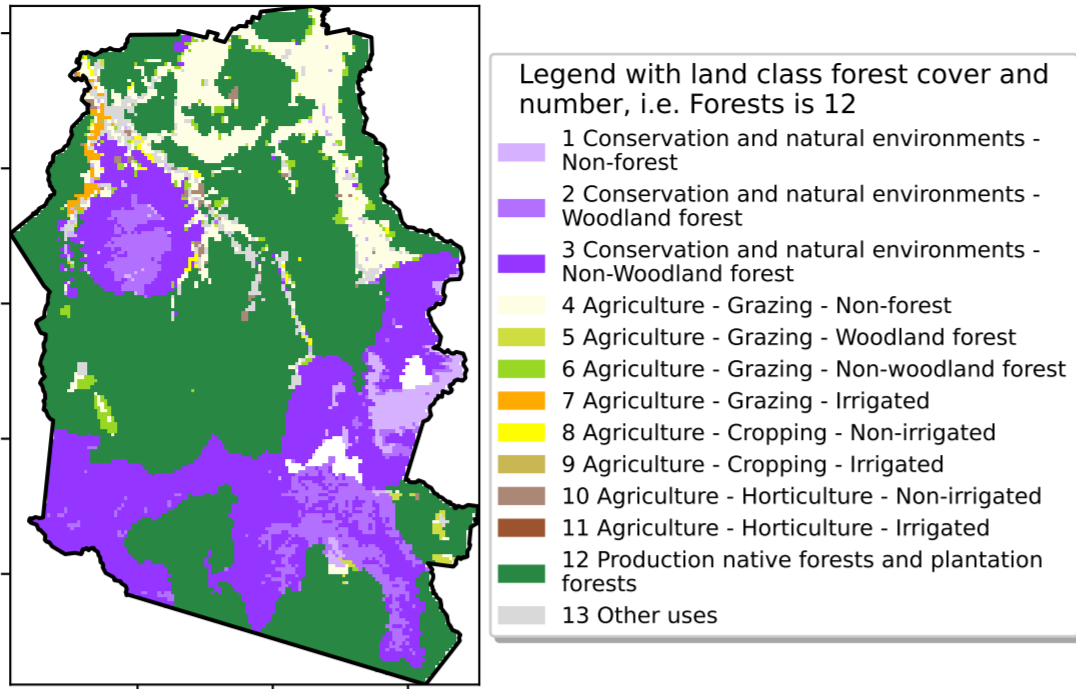 Legend with land class forest cover and
number, i.e. Forests is 12
1 Conservation and natural environments -
Non-forest
2 Conservation and natural environments -
Woodland forest
3 Conservation and natural environments -
Non-Woodland forest
4 Agriculture - Grazing - Non-forest
5 Agriculture - Grazing - Woodland forest
6 Agriculture - Grazing - Non-woodland forest
7 Agriculture - Grazing - Irrigated
8 Agriculture - Cropping - Non-irrigated
9 Agriculture - Cropping - Irrigated
10 Agriculture - Horticulture - Non-irrigated
11 Agriculture - Horticulture - Irrigated
12 Production native forests and plantation
forests
13 Other uses